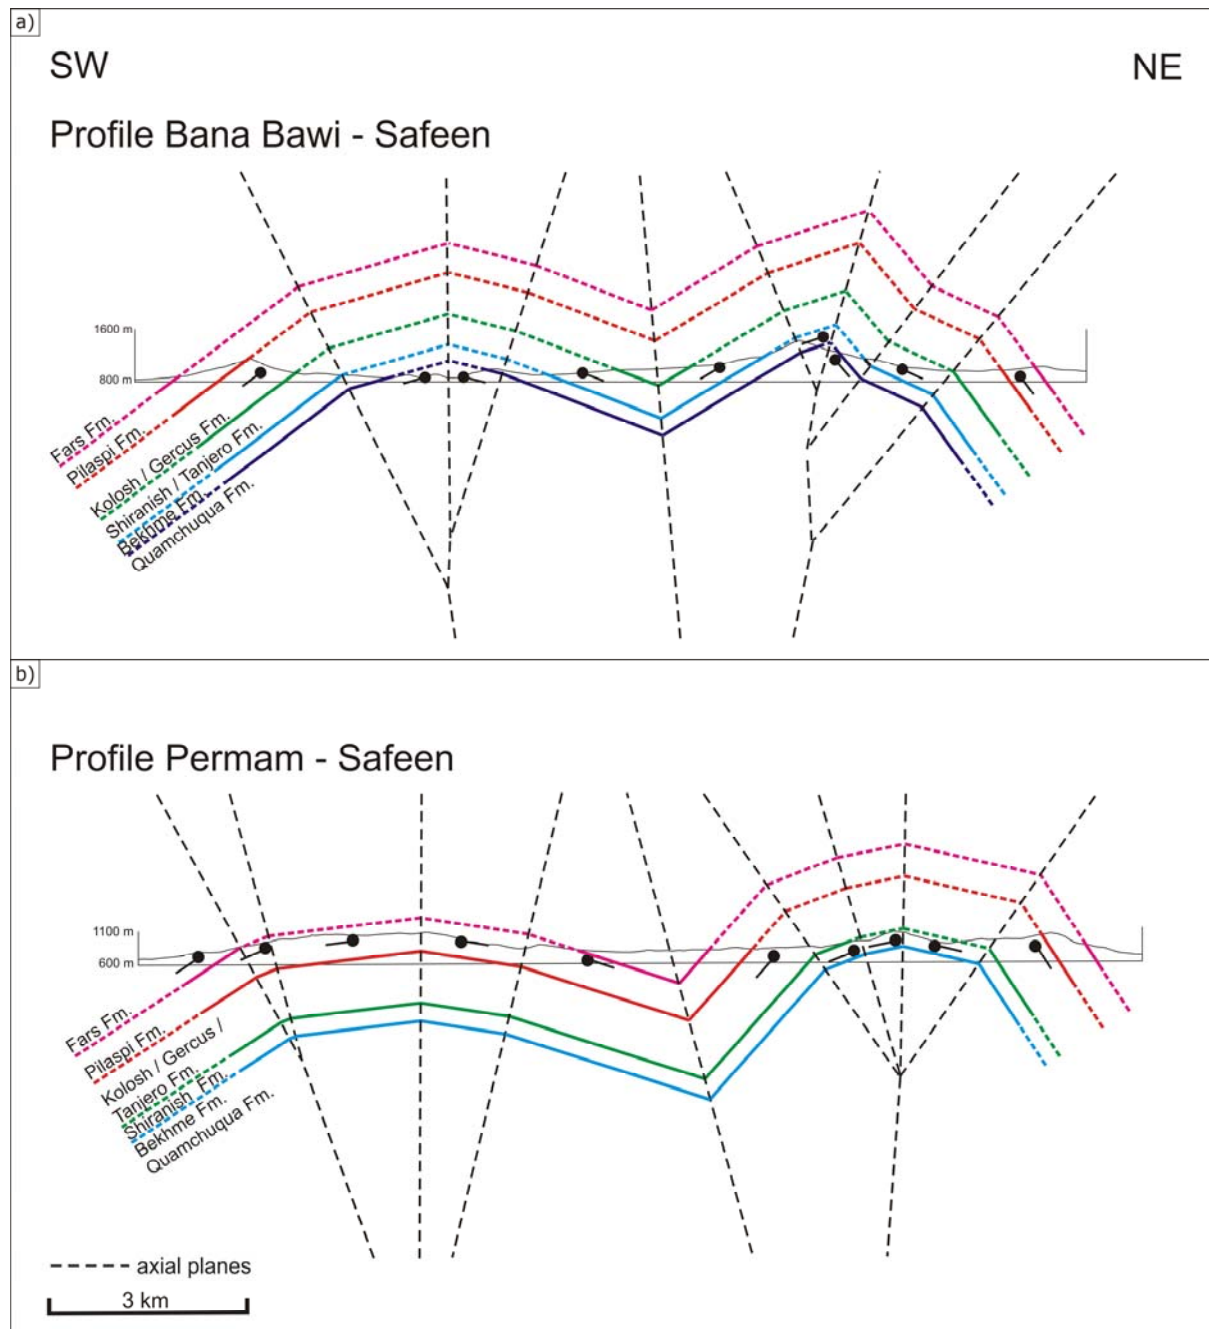 a)
SW
NE
Profile Bana Bawi - Safeen
1600 m
800 m
Fars Fm.
Pilaspi Fm.
Kolosh / Gercus Fm.
Shiranish / Tanjero Fm.
Bekhme Fm.
Quamchuqua Fm.
b)
Profile Permam - Safeen
1100 m
600 m
Fars Fm.
Pilaspi Fm.
Kolosh / Gercus /
Tanjero Fm.
Shiranish Fm.
Bekhme Fm.
Quamchuqua Fm.
axial planes
3 km